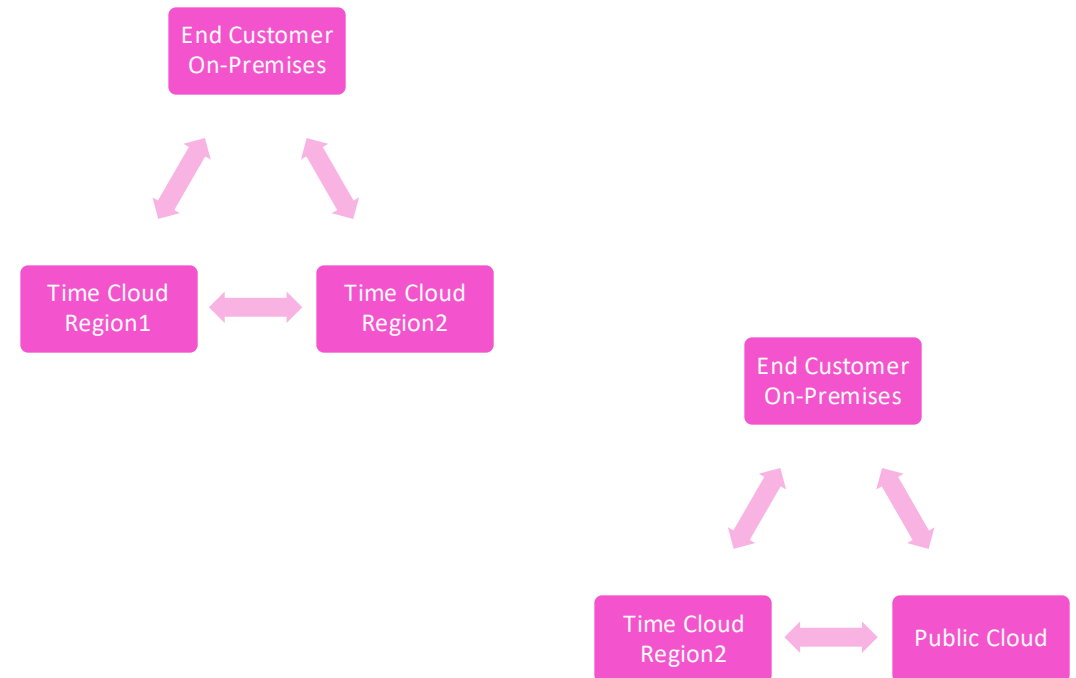 End Customer
On-Premises
Time Cloud
Region1
Time Cloud
Region2
End Customer
On-Premises
Time Cloud
Region2
Public Cloud